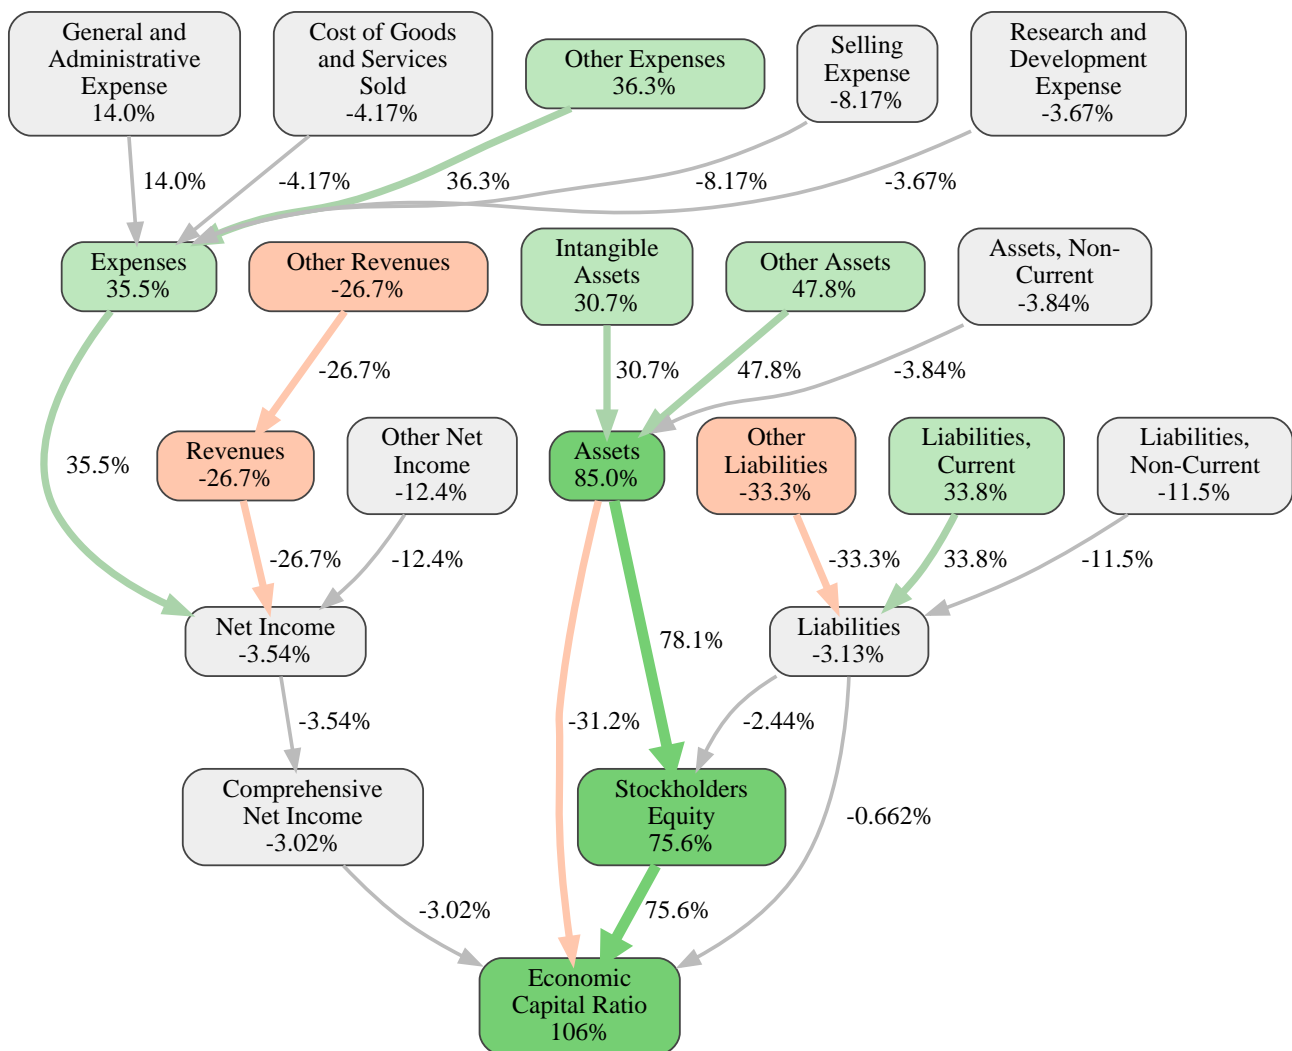 General and
Administrative
Expense
14.0%
Cost of Goods
and Services
Sold
-4.17%
Other Expenses
36.3%
Selling
Expense
-8.17%
Research and
Development
Expense
-3.67%
14.0%
-4.17%
36.3%
-8.17%
-3.67%
Expenses
35.5%
Other Revenues
-26.7%
Intangible
Assets
30.7%
Other Assets
47.8%
Assets, Non-
Current
-3.84%
-26.7%
30.7%
47.8%
-3.84%
35.5%
Revenues
-26.7%
Other Net
Income
-12.4%
Assets
85.0%
Other
Liabilities
-33.3%
Liabilities,
Current
33.8%
Liabilities,
Non-Current
-11.5%
-26.7%
-12.4%
-33.3%
33.8%
-11.5%
Net Income
-3.54%
78.1%
Liabilities
-3.13%
-3.54%
-31.2%
-2.44%
Comprehensive
Net Income
-3.02%
Stockholders
Equity
75.6%
-0.662%
-3.02%
75.6%
Economic
Capital Ratio
106%